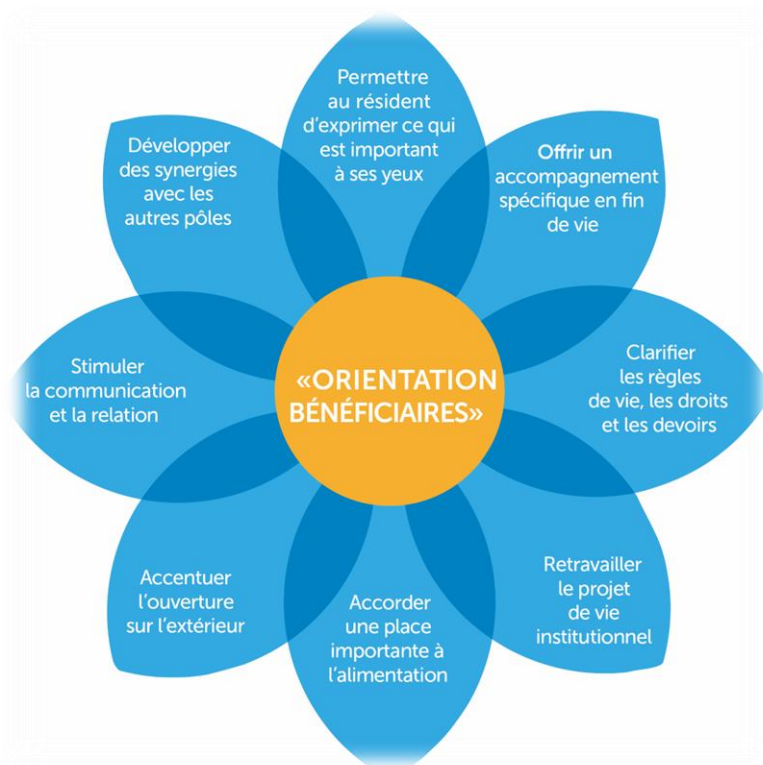 Permettre
au résident
d'exprimer ce qui
est important
à ses yeux
Offrir un
accompagnement
spécifique en fin
de vie
Clarifier
les règles
de vie, les droits
et les devoirs
Retravailler
le projet
de vie
institutionnel
Accorder
une place
importante à
l'alimentation
Accentuer
l'ouverture
sur l'extérieur
Stimuler
la communication
et la relation
Développer
des synergies
avec les
autres pôles
«ORIENTATION
BÉNÉFICIAIRES»